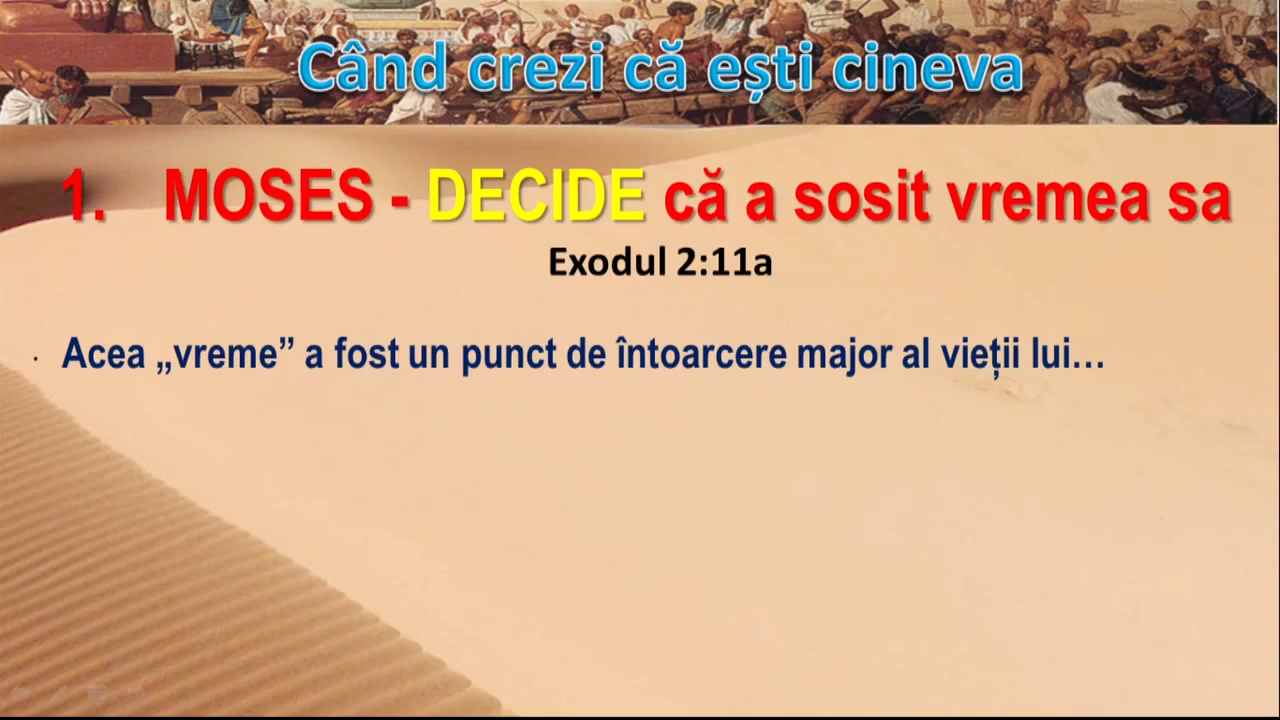 Când crezi că ești cineva
1. MOSES - DECIDE că a sosit vremea sa
Exodul 2:11a
· Acea „vreme” a fost un punct de întoarcere major al vieții lui…